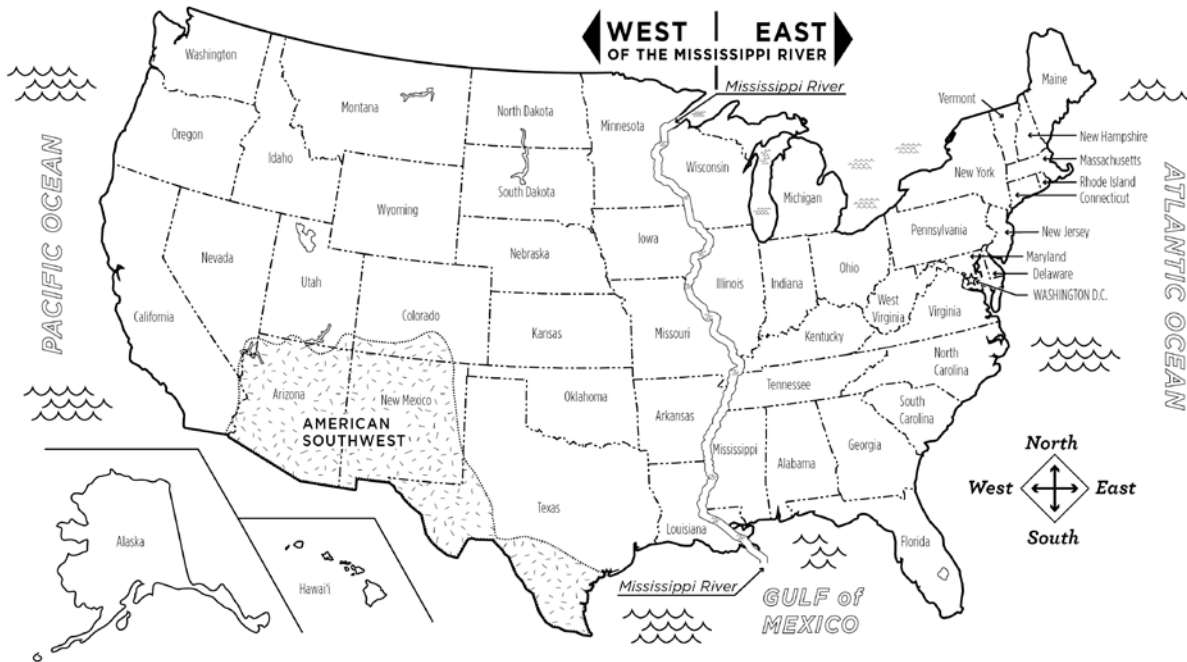 WEST | EAST
OF THE MISSISSIPPI RIVER
Mississippi River
Washington
Montana
North Dakota
Minnesota
Maine
Vermont
Oregon
Idaho
New Hampshire
Wisconsin
Massachusetts
New York
Rhode Island
Connecticut
South Dakota
Michigan
Wyoming
PACIFIC OCEAN
ATLANTIC OCEAN
Iowa
Pennsylvania
New Jersey
Nebraska
Nevada
Maryland
Ohio
Delaware
Utah
Illinois
Indiana
WASHINGTON D.C.
West
Virginia
Virginia
California
Colorado
Kansas
Missouri
Kentucky
North
Carolina
Tennessee
Arizona
New Mexico
Oklahoma
South
Carolina
Arkansas
AMERICAN
SOUTHWEST
Mississippi
Alabama
Georgia
North
West
East
South
Texas
Louisiana
Florida
Alaska
Hawai'i
Mississippi River
GULF of
MEXICO